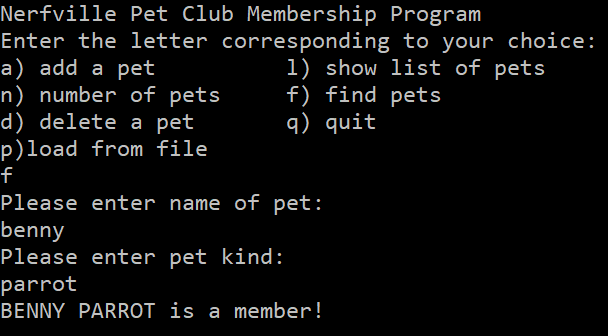 Nerfville Pet Club Membership Program
Enter the letter corresponding to your choice:
a) add a pet          l) show list of pets
n) number of pets     f) find pets
d) delete a pet       q) quit
p)load from file
f
Please enter name of pet:
benny
Please enter pet kind:
parrot
BENNY PARROT is a member!